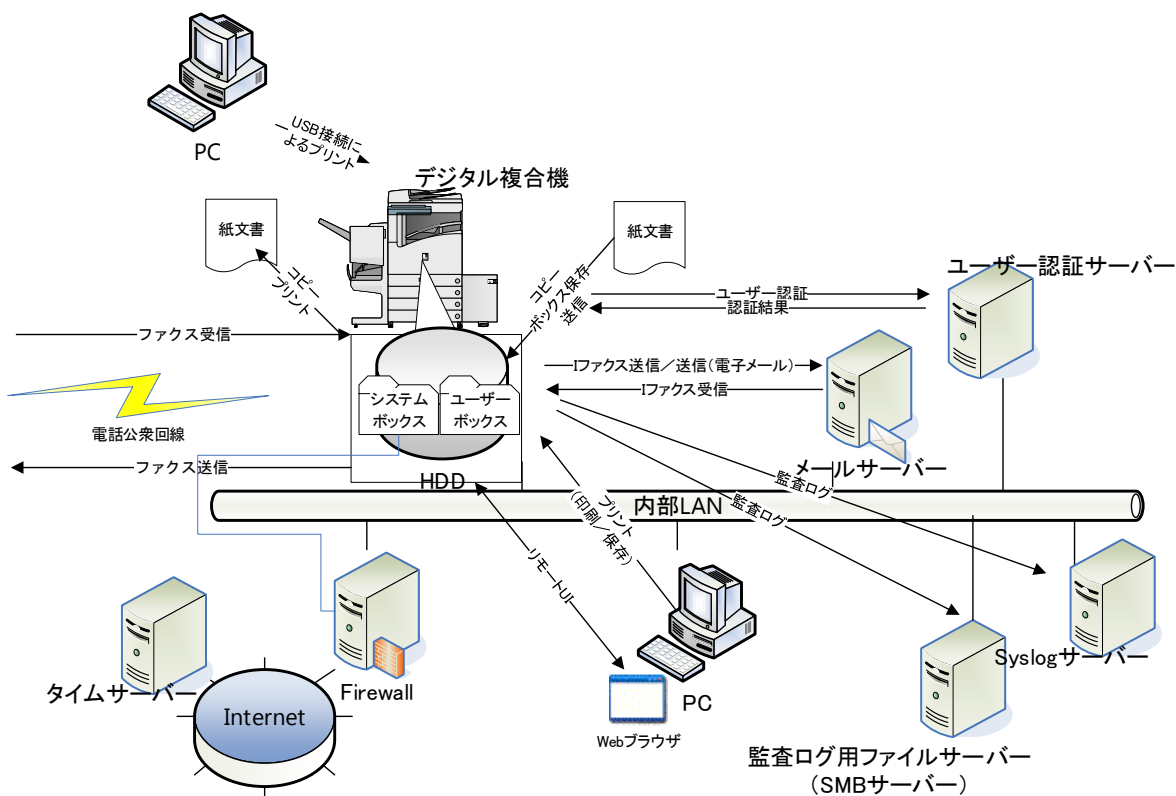 PC
USB接続に
よるプリント
デジタル複合機
紙文書
紙文書
コピー
プリント
コピー
ボックス保存
送信
ユーザー認証サーバー
ユーザー認証
認証結果
ファクス受信
Iファクス送信／送信（電子メール）
Iファクス受信
システム
ボックス
ユーザー
ボックス
電話公衆回線
ファクス送信
メールサーバー
HDD
監査ログ
監査ログ
内部LAN
プリント
（印刷／保存）
リモートUI
タイムサーバー
Firewall
Internet
PC
Webブラウザ
Syslogサーバー
監査ログ用ファイルサーバー
（SMBサーバー）